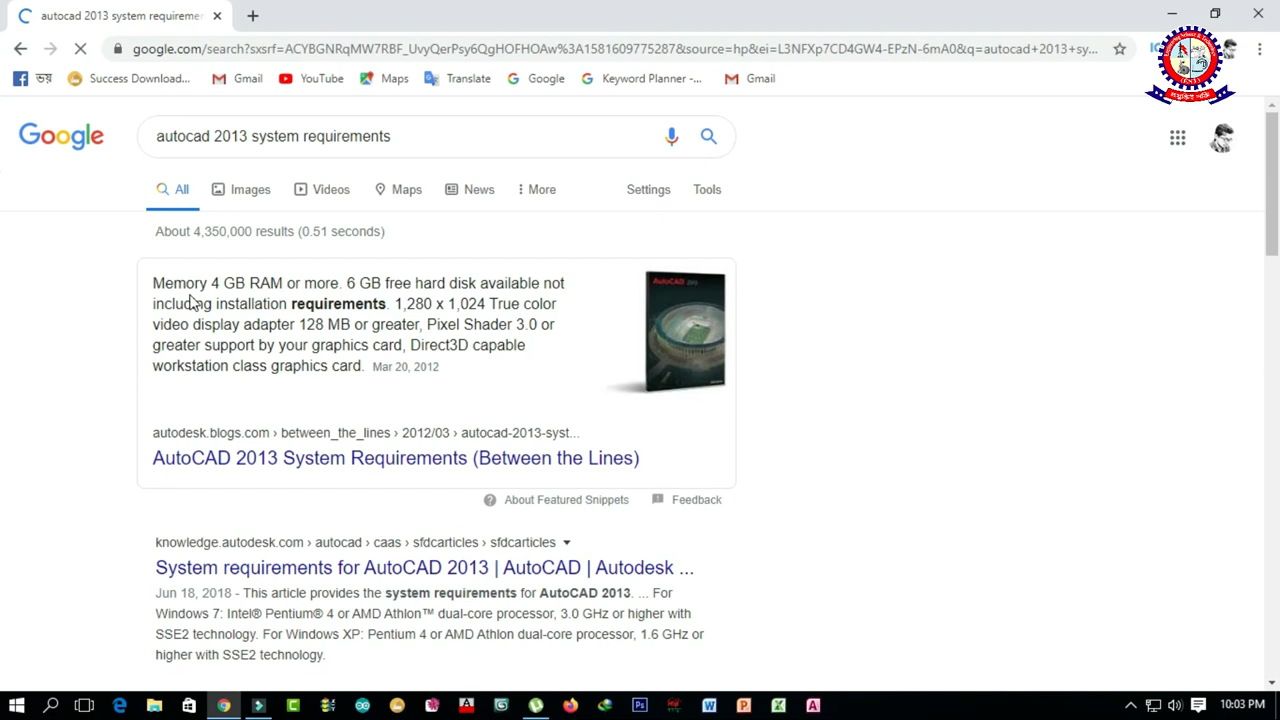 autocad 2013 system requireme
google.com/search?sxsrf=ACYBGNRqMW7RBF_UvyQerPsy6CgHOFHOAw%3A1581609775287&source=hp&ei=L3NFXp7CD4GW4-EPzN-6mA0&q=autocad+2013+sy...
ভয় Success Download... Gmail YouTube Maps Translate Google Keyword Planner -... Gmail
(EST)
Google autocad 2013 system requirements
All Images Videos Maps News More Settings Tools
About 4,350,000 results (0.51 seconds)
Memory 4 GB RAM or more. 6 GB free hard disk available not
including installation requirements. 1,280 x 1,024 True color
video display adapter 128 MB or greater, Pixel Shader 3.0 or
greater support by your graphics card, Direct3D capable
workstation class graphics card. Mar 20, 2012
AutoCAD
autodesk.blogs.com › between_the_lines › 2012/03 › autocad-2013-syst...
AutoCAD 2013 System Requirements (Between the Lines)
About Featured Snippets Feedback
knowledge.autodesk.com › autocad › caas › sfdcarticles › sfdcarticles
System requirements for AutoCAD 2013 | AutoCAD | Autodesk ...
Jun 18, 2018 - This article provides the system requirements for AutoCAD 2013. ... For
Windows 7: Intel® Pentium® 4 or AMD Athlon™ dual-core processor, 3.0 GHz or higher with
SSE2 technology. For Windows XP: Pentium 4 or AMD Athlon dual-core processor, 1.6 GHz or
higher with SSE2 technology.
10:03 PM